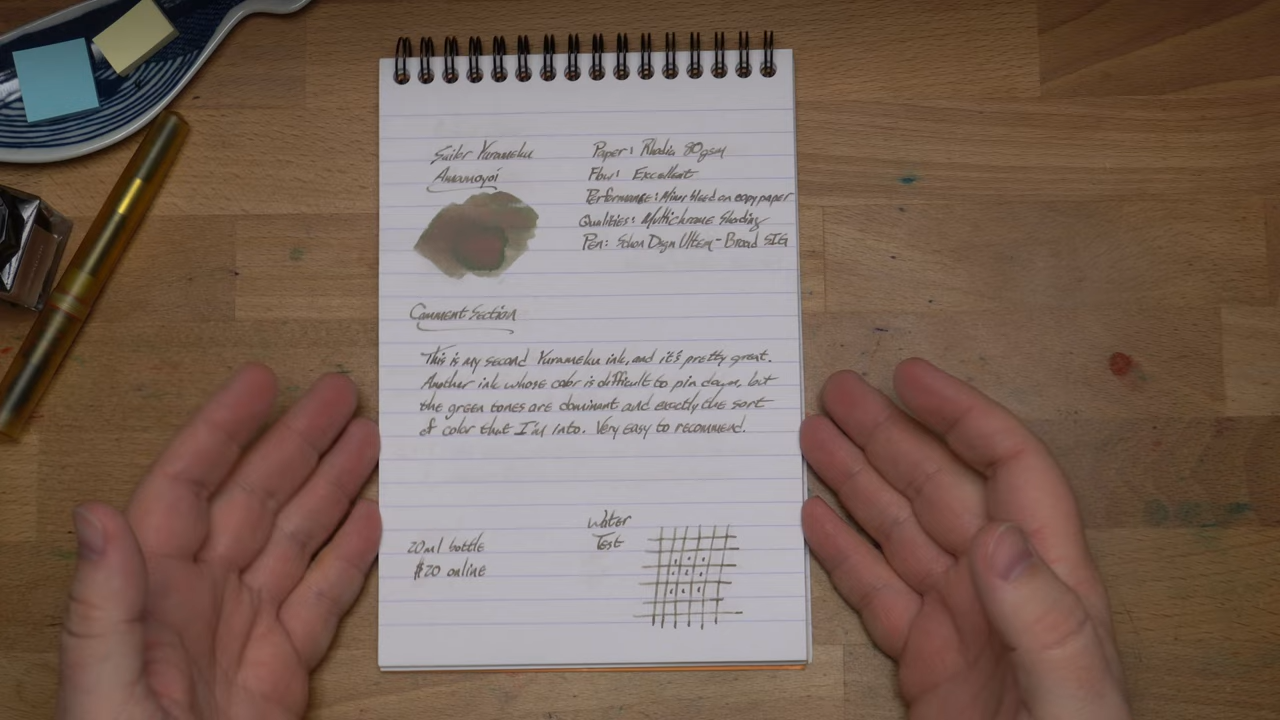 Sailor Yurameku
Amamoyoi
Paper: Rhodia 80gsm
Flow: Excellent
Performance: Minor bleed on copy paper
Qualities: Multichrome Shading
Pen: Schon Dsgn Ultem - Broad SIG
Comment Section
This is my second Yurameku ink, and it's pretty great.
Another ink whose color is difficult to pin down, but
the green tones are dominant and exactly the sort
of color that I'm into. Very easy to recommend.
20ml bottle
$20 online
Water
Test